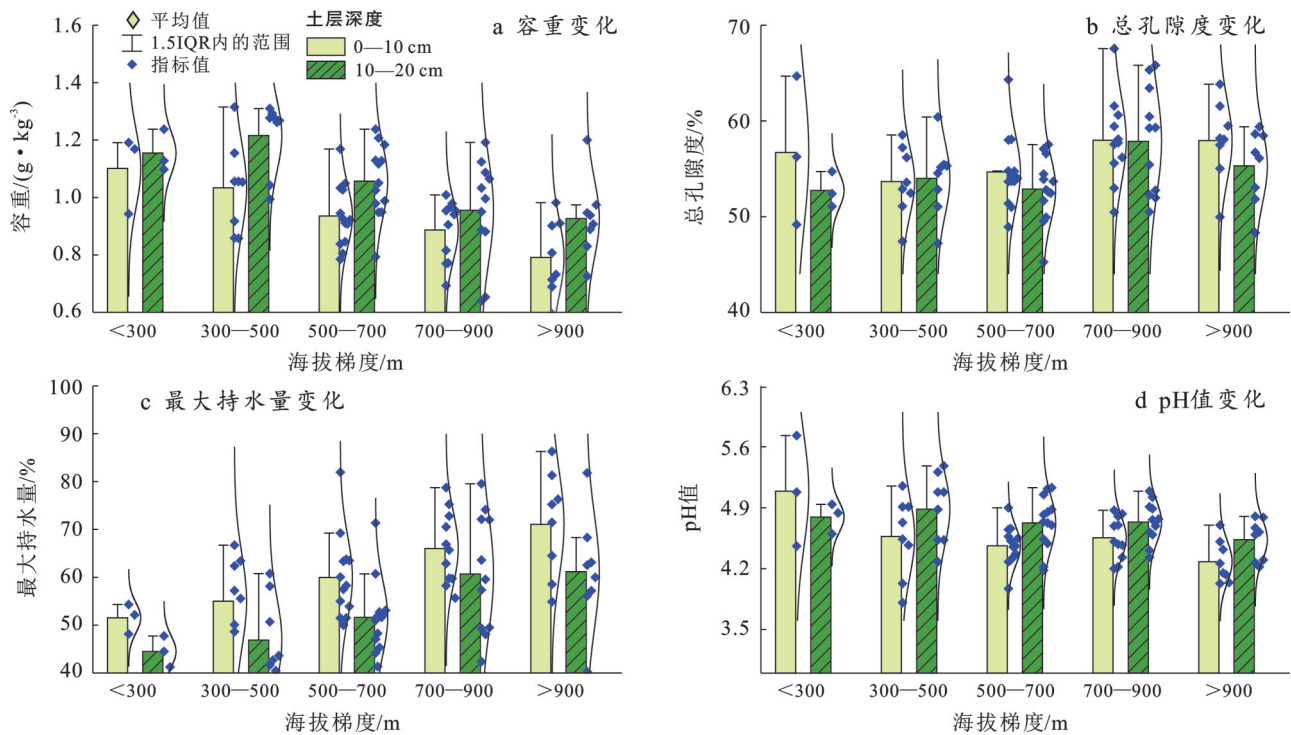 平均值
1.5IQR内的范围
指标值
土层深度
0—10 cm
10—20 cm
a 容重变化
容重/(g·kg⁻³)
1.6
1.4
1.2
1.0
0.8
0.6
<300
300—500
500—700
700—900
>900
海拔梯度/m
b 总孔隙度变化
总孔隙度/%
70
60
50
40
<300
300—500
500—700
700—900
>900
海拔梯度/m
c 最大持水量变化
最大持水量/%
100
90
80
70
60
50
40
<300
300—500
500—700
700—900
>900
海拔梯度/m
d pH值变化
pH值
6.3
5.6
4.9
4.2
3.5
<300
300—500
500—700
700—900
>900
海拔梯度/m